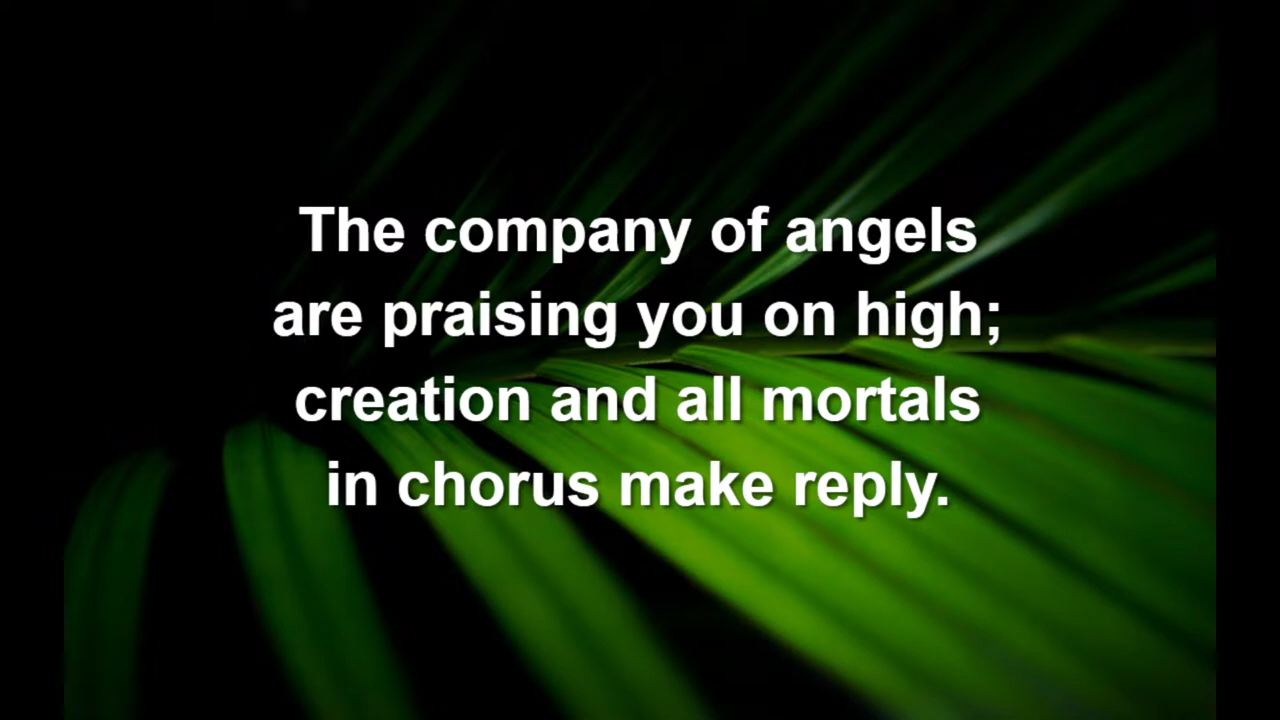 The company of angels
are praising you on high;
creation and all mortals
in chorus make reply.